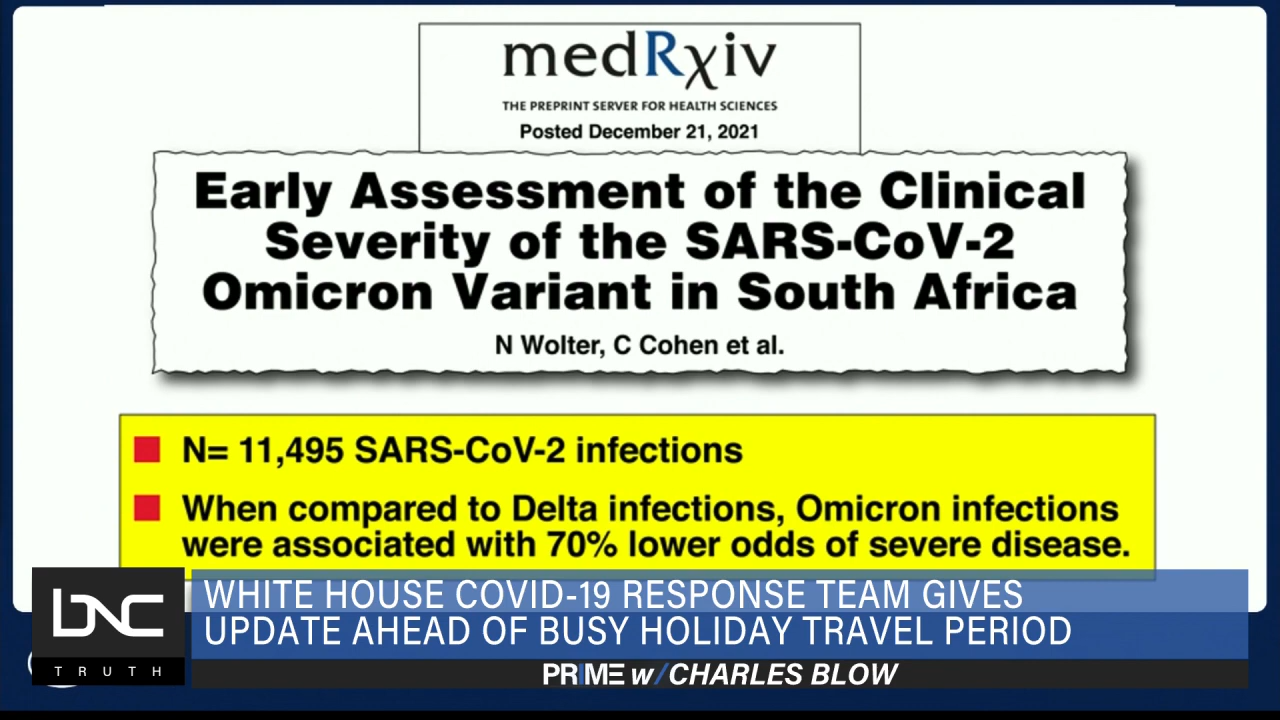 medRxiv
THE PREPRINT SERVER FOR HEALTH SCIENCES
Posted December 21, 2021
Early Assessment of the Clinical
Severity of the SARS-CoV-2
Omicron Variant in South Africa
N Wolter, C Cohen et al.
N= 11,495 SARS-CoV-2 infections
When compared to Delta infections, Omicron infections
were associated with 70% lower odds of severe disease.
BNC
TRUTH
WHITE HOUSE COVID-19 RESPONSE TEAM GIVES
UPDATE AHEAD OF BUSY HOLIDAY TRAVEL PERIOD
PRIME w/CHARLES BLOW